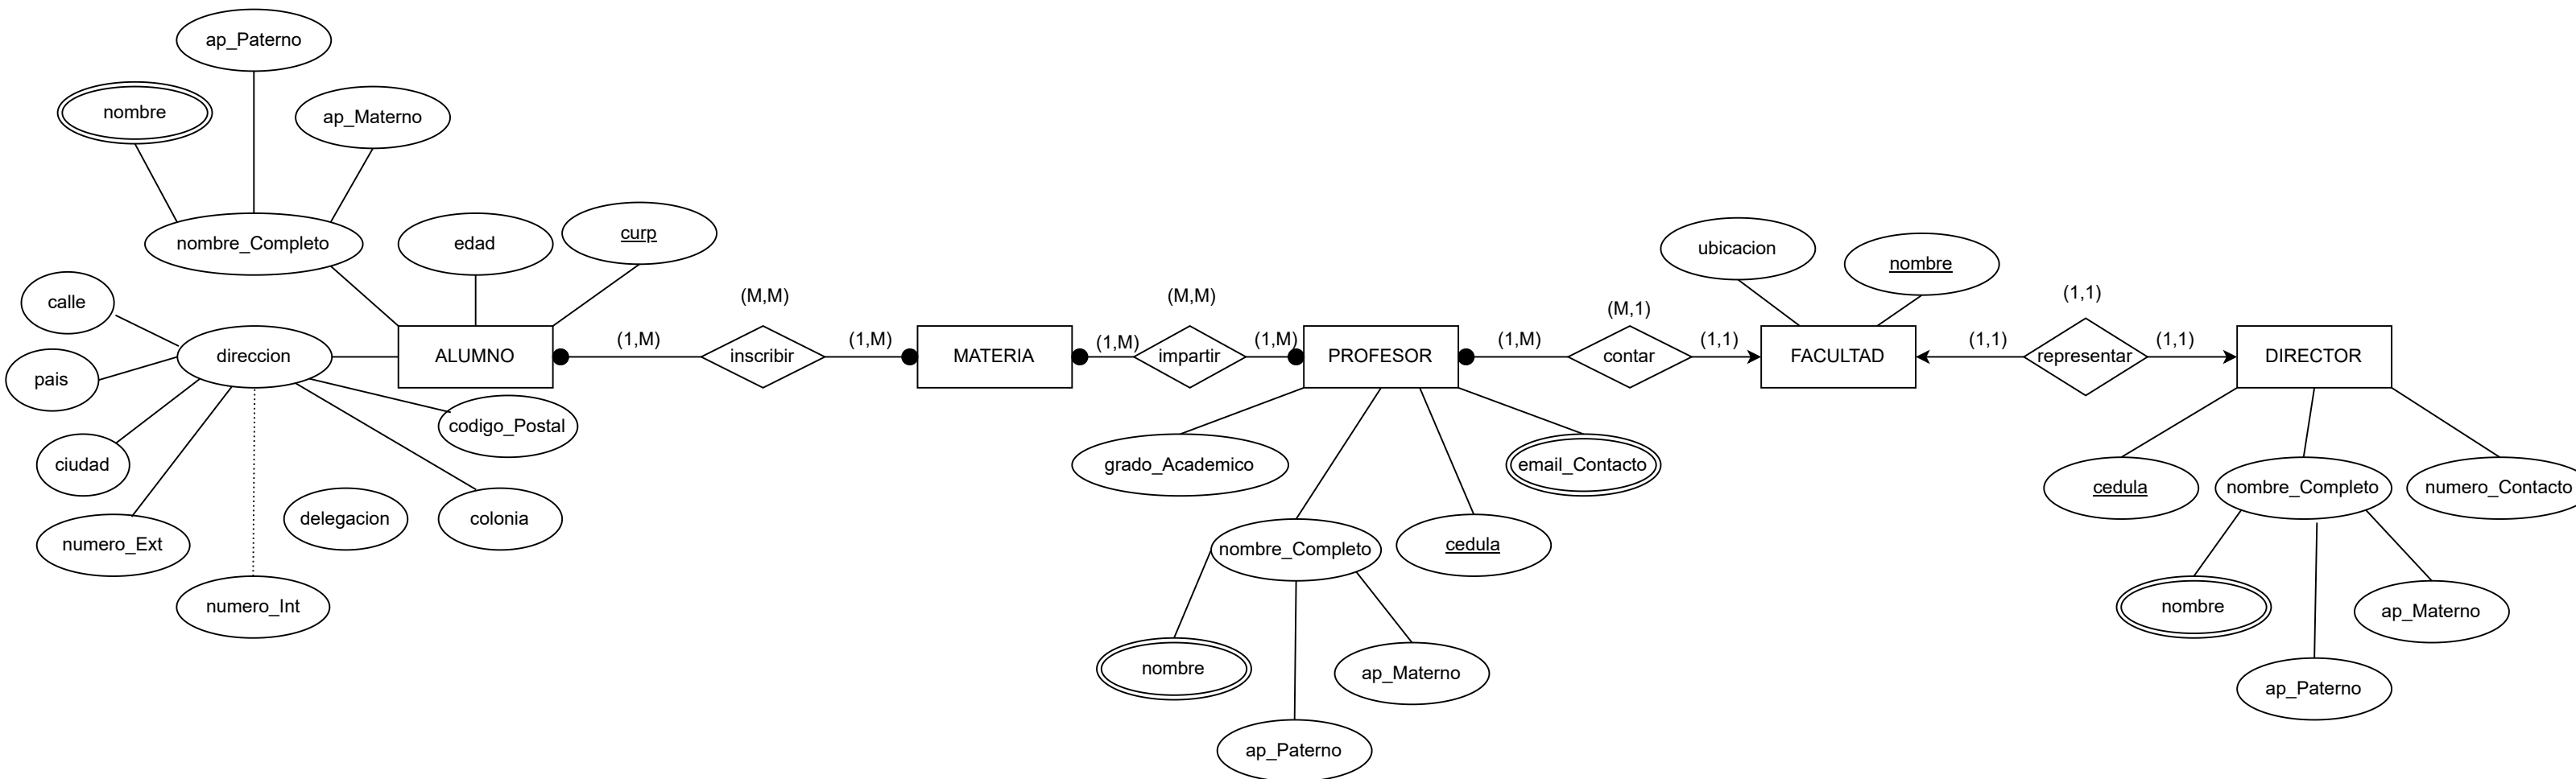 ap_Paterno
nombre
ap_Materno
nombre_Completo
edad
curp
calle
direccion
pais
ciudad
numero_Ext
numero_Int
delegacion
colonia
codigo_Postal
ALUMNO
(1,M)
(M,M)
inscribir
(1,M)
MATERIA
(1,M)
(M,M)
impartir
(1,M)
PROFESOR
grado_Academico
nombre_Completo
cedula
email_Contacto
nombre
ap_Paterno
ap_Materno
(1,M)
(M,1)
contar
(1,1)
ubicacion
nombre
FACULTAD
(1,1)
(1,1)
representar
(1,1)
DIRECTOR
cedula
nombre_Completo
numero_Contacto
nombre
ap_Paterno
ap_Materno